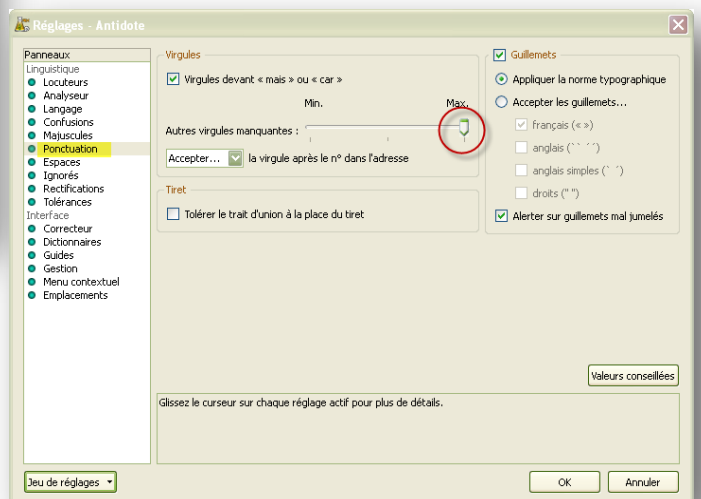 Réglages - Antidote
Panneaux
Linguistique
Locuteurs
Analyseur
Langage
Confusions
Majuscules
Ponctuation
Espaces
Ignorés
Rectifications
Tolérances
Interface
Correcteur
Dictionnaires
Guides
Gestion
Menu contextuel
Emplacements
Virgules
Virgules devant « mais » ou « car »
Min. Max.
Autres virgules manquantes :
Accepter... la virgule après le nº dans l'adresse
Tiret
Tolérer le trait d'union à la place du tiret
Guillemets
Appliquer la norme typographique
Accepter les guillemets...
français (« »)
anglais (`` ´´)
anglais simples (` ´)
droits (" ")
Alerter sur guillemets mal jumelés
Valeurs conseillées
Glissez le curseur sur chaque réglage actif pour plus de détails.
Jeu de réglages
OK Annuler